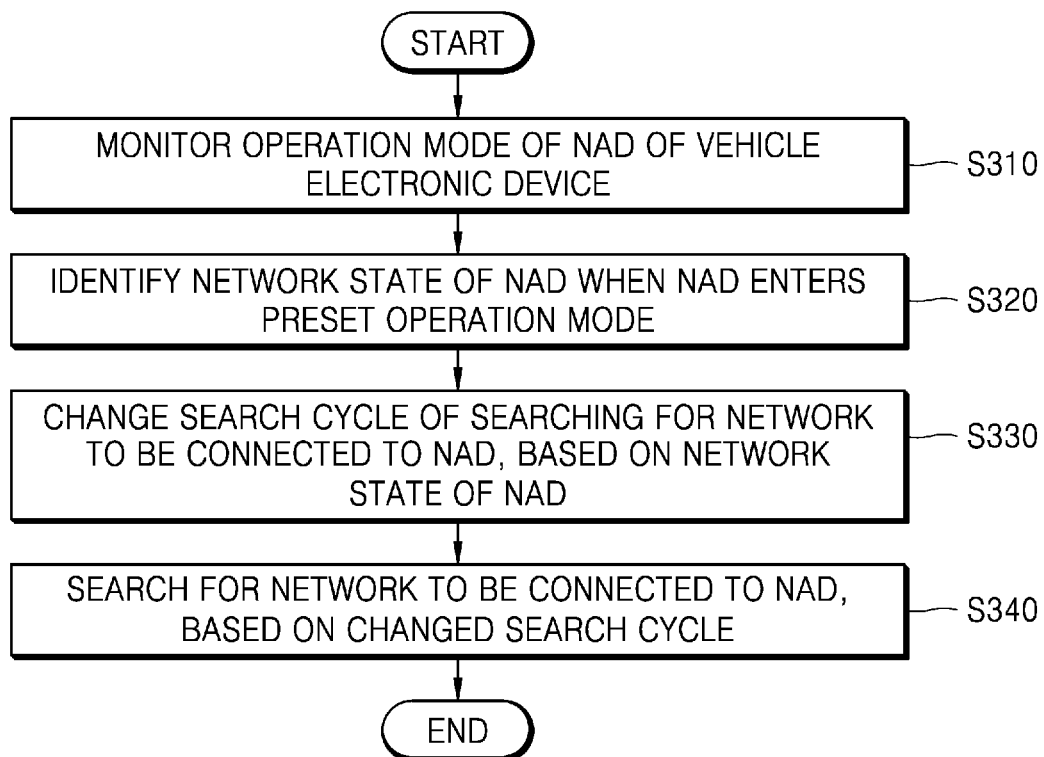 START
MONITOR OPERATION MODE OF NAD OF VEHICLE
ELECTRONIC DEVICE
S310
IDENTIFY NETWORK STATE OF NAD WHEN NAD ENTERS
PRESET OPERATION MODE
S320
CHANGE SEARCH CYCLE OF SEARCHING FOR NETWORK
TO BE CONNECTED TO NAD, BASED ON NETWORK
STATE OF NAD
S330
SEARCH FOR NETWORK TO BE CONNECTED TO NAD,
BASED ON CHANGED SEARCH CYCLE
S340
END